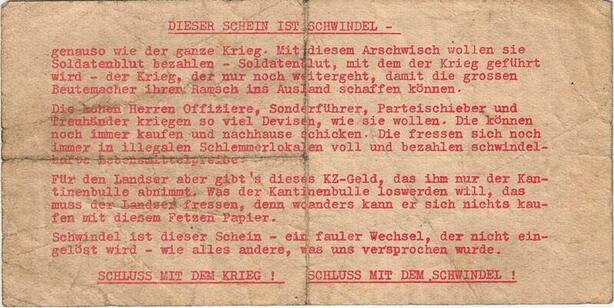 DIESER SCHEIN IST SCHWINDEL -
genauso wie der ganze Krieg. Mit diesem Arschwisch wollen sie
Soldatenblut bezahlen - Soldatenblut, mit dem der Krieg geführt
wird - der Krieg, der nur noch weitergeht, damit die grossen
Beutemacher ihren Ramsch ins Ausland schaffen können.
Die hohen Herren Offiziere, Sonderführer, Parteischieber und
Treuhänder kriegen so viel Devisen, wie sie wollen. Die können
noch immer kaufen und nachhause schicken. Die fressen sich noch
immer in illegalen Schlemmerlokalen voll und bezahlen schwindel-
hafte Lebensmittelpreise.
Für den Landser aber gibt's dieses KZ-Geld, das ihm nur der Kan-
tinenbulle abnimmt. Was der Kantinenbulle loswerden will, das
muss der Landser fressen, denn woanders kann er sich nichts kau-
fen mit diesem Fetzen Papier.
Schwindel ist dieser Schein - ein fauler Wechsel, der nicht ein-
gelöst wird - wie alles andere, was uns versprochen wurde.
SCHLUSS MIT DEM KRIEG ! SCHLUSS MIT DEM SCHWINDEL !